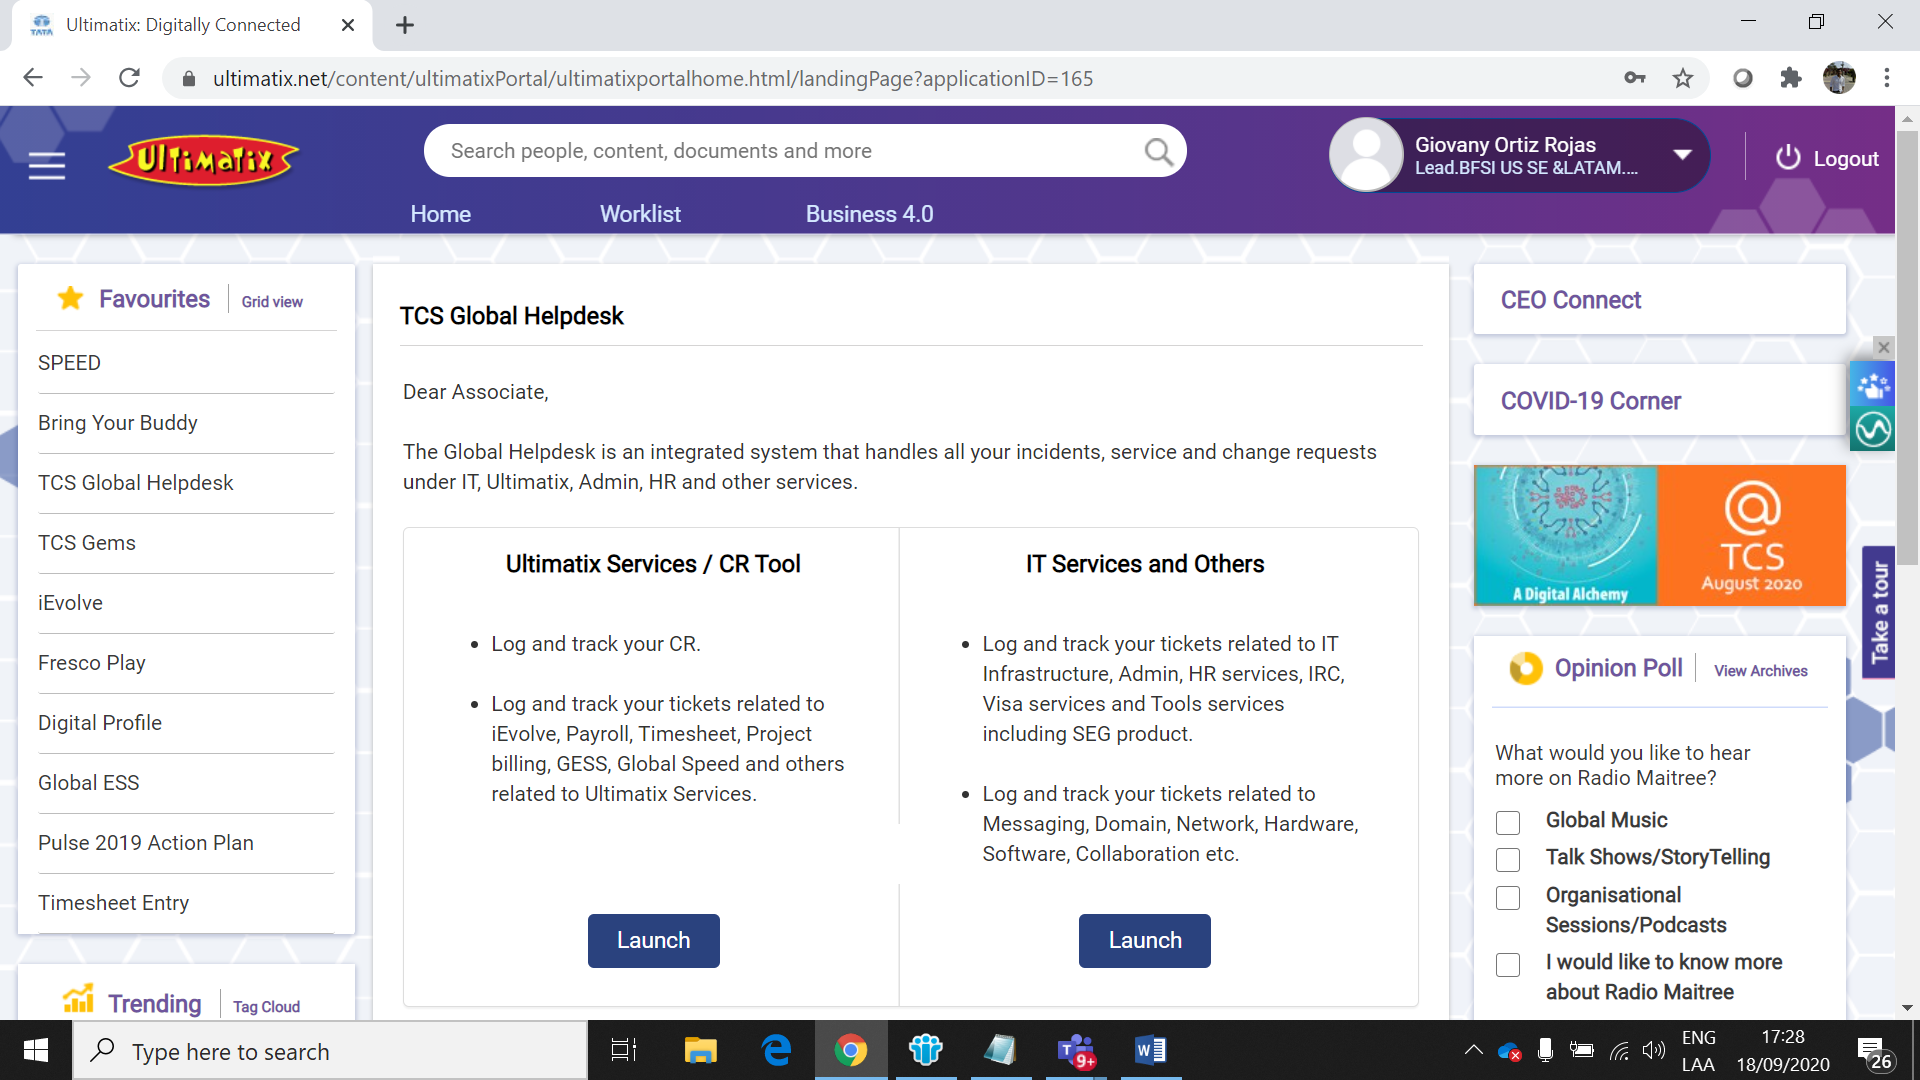 Ultimatix: Digitally Connected
TATA
ultimatix.net/content/ultimatixPortal/ultimatixportalhome.html/landingPage?applicationID=165
ULTIMATIX
Search people, content, documents and more
Giovany Ortiz Rojas
Lead.BFSI US SE &LATAM....
Logout
Home
Worklist
Business 4.0
Favourites
Grid view
SPEED
Bring Your Buddy
TCS Global Helpdesk
TCS Gems
iEvolve
Fresco Play
Digital Profile
Global ESS
Pulse 2019 Action Plan
Timesheet Entry
Trending
Tag Cloud
TCS Global Helpdesk
Dear Associate,
The Global Helpdesk is an integrated system that handles all your incidents, service and change requests
under IT, Ultimatix, Admin, HR and other services.
Ultimatix Services / CR Tool
• Log and track your CR.
• Log and track your tickets related to
iEvolve, Payroll, Timesheet, Project
billing, GESS, Global Speed and others
related to Ultimatix Services.
Launch
IT Services and Others
• Log and track your tickets related to IT
Infrastructure, Admin, HR services, IRC,
Visa services and Tools services
including SEG product.
• Log and track your tickets related to
Messaging, Domain, Network, Hardware,
Software, Collaboration etc.
Launch
CEO Connect
COVID-19 Corner
A Digital Alchemy
@
TCS
August 2020
Take a tour
Opinion Poll
View Archives
What would you like to hear
more on Radio Maitree?
Global Music
Talk Shows/StoryTelling
Organisational
Sessions/Podcasts
I would like to know more
about Radio Maitree
Type here to search
T
9+
W
ENG
LAA
17:28
18/09/2020
26